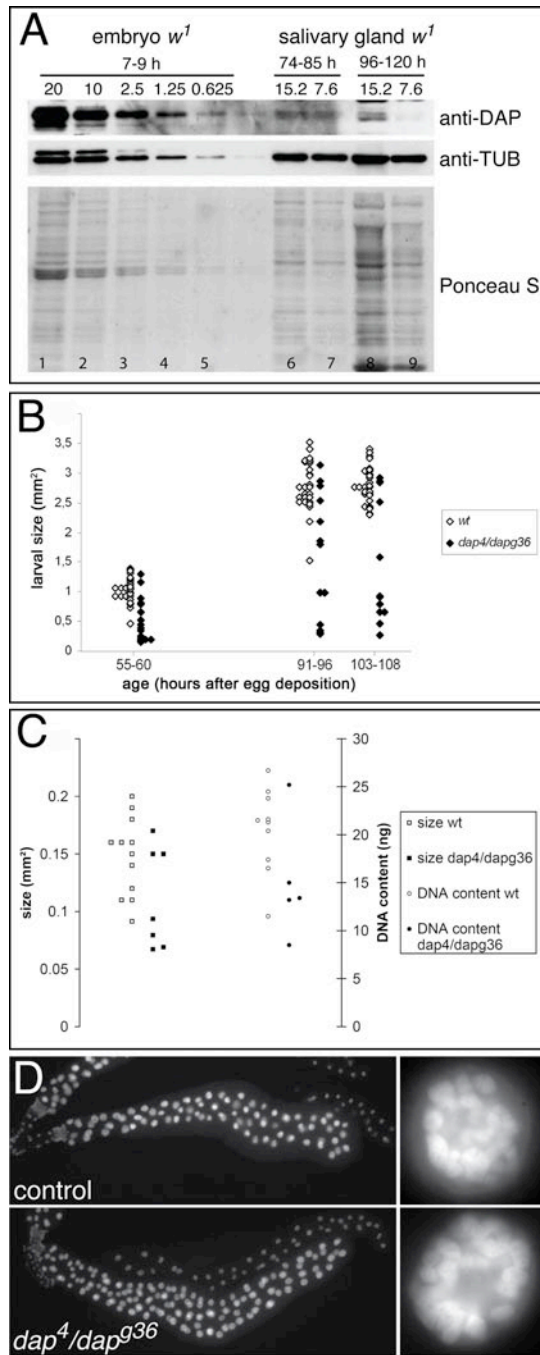 A
embryo w1 salivary gland w1
7-9 h 74-85 h 96-120 h
20 10 2.5 1.25 0.625 15.2 7.6 15.2 7.6
anti-DAP
anti-TUB
Ponceau S
1 2 3 4 5 6 7 8 9
B
larval size (mm2)
3,5
3
2,5
2
1,5
1
0,5
0
55-60 91-96 103-108
age (hours after egg deposition)
wt
dap4/dapg36
C
size (mm2)
0.2
0.15
0.1
0.05
0
30
25
20
15
10
5
0
DNA content (ng)
size wt
size dap4/dapg36
DNA content wt
DNA content
dap4/dapg36
D
control
dap4/dapg36